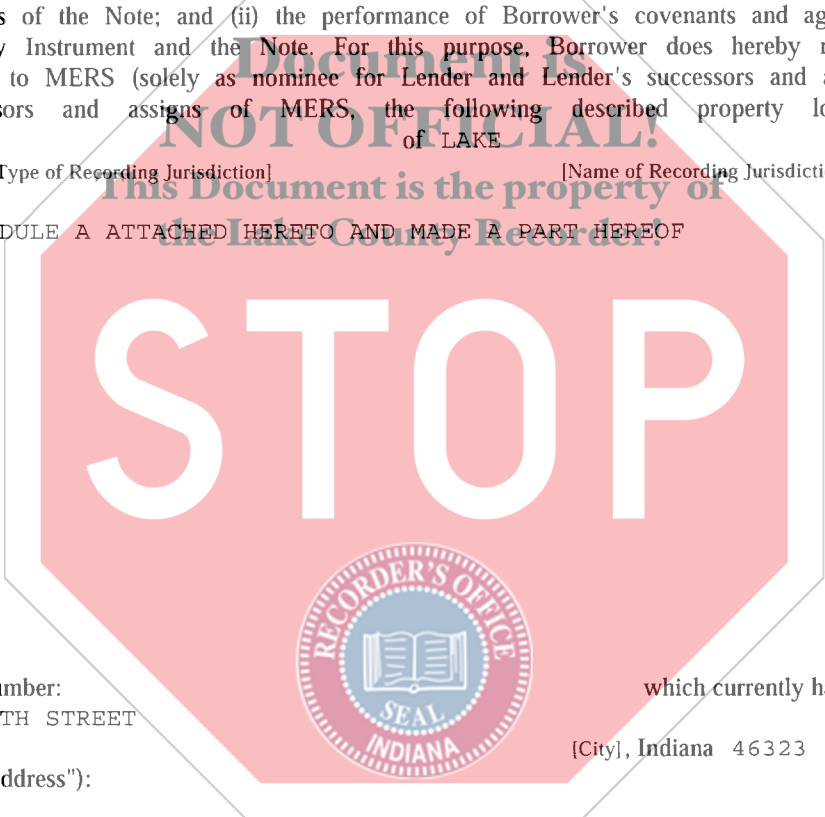 s of the Note; and (ii) the performance of Borrower's covenants and ag
y Instrument and the Note. For this purpose, Borrower does hereby
to MERS (solely as nominee for Lender and Lender's successors and a
sors and assigns of MERS, the following described property lo
of LAKE
Type of Recording Jurisdiction]
[Name of Recording Jurisdicti
DULE A ATTACHED HERETO AND MADE A PART HEREOF
Document is
NOT OFFICIAL!
This Document is the property of
the Lake County Recorder!
STOP
RECORDER'S OFFICE
SEAL
INDIANA
umber:
which currently ha
TH STREET
[City], Indiana 46323
ddress"):